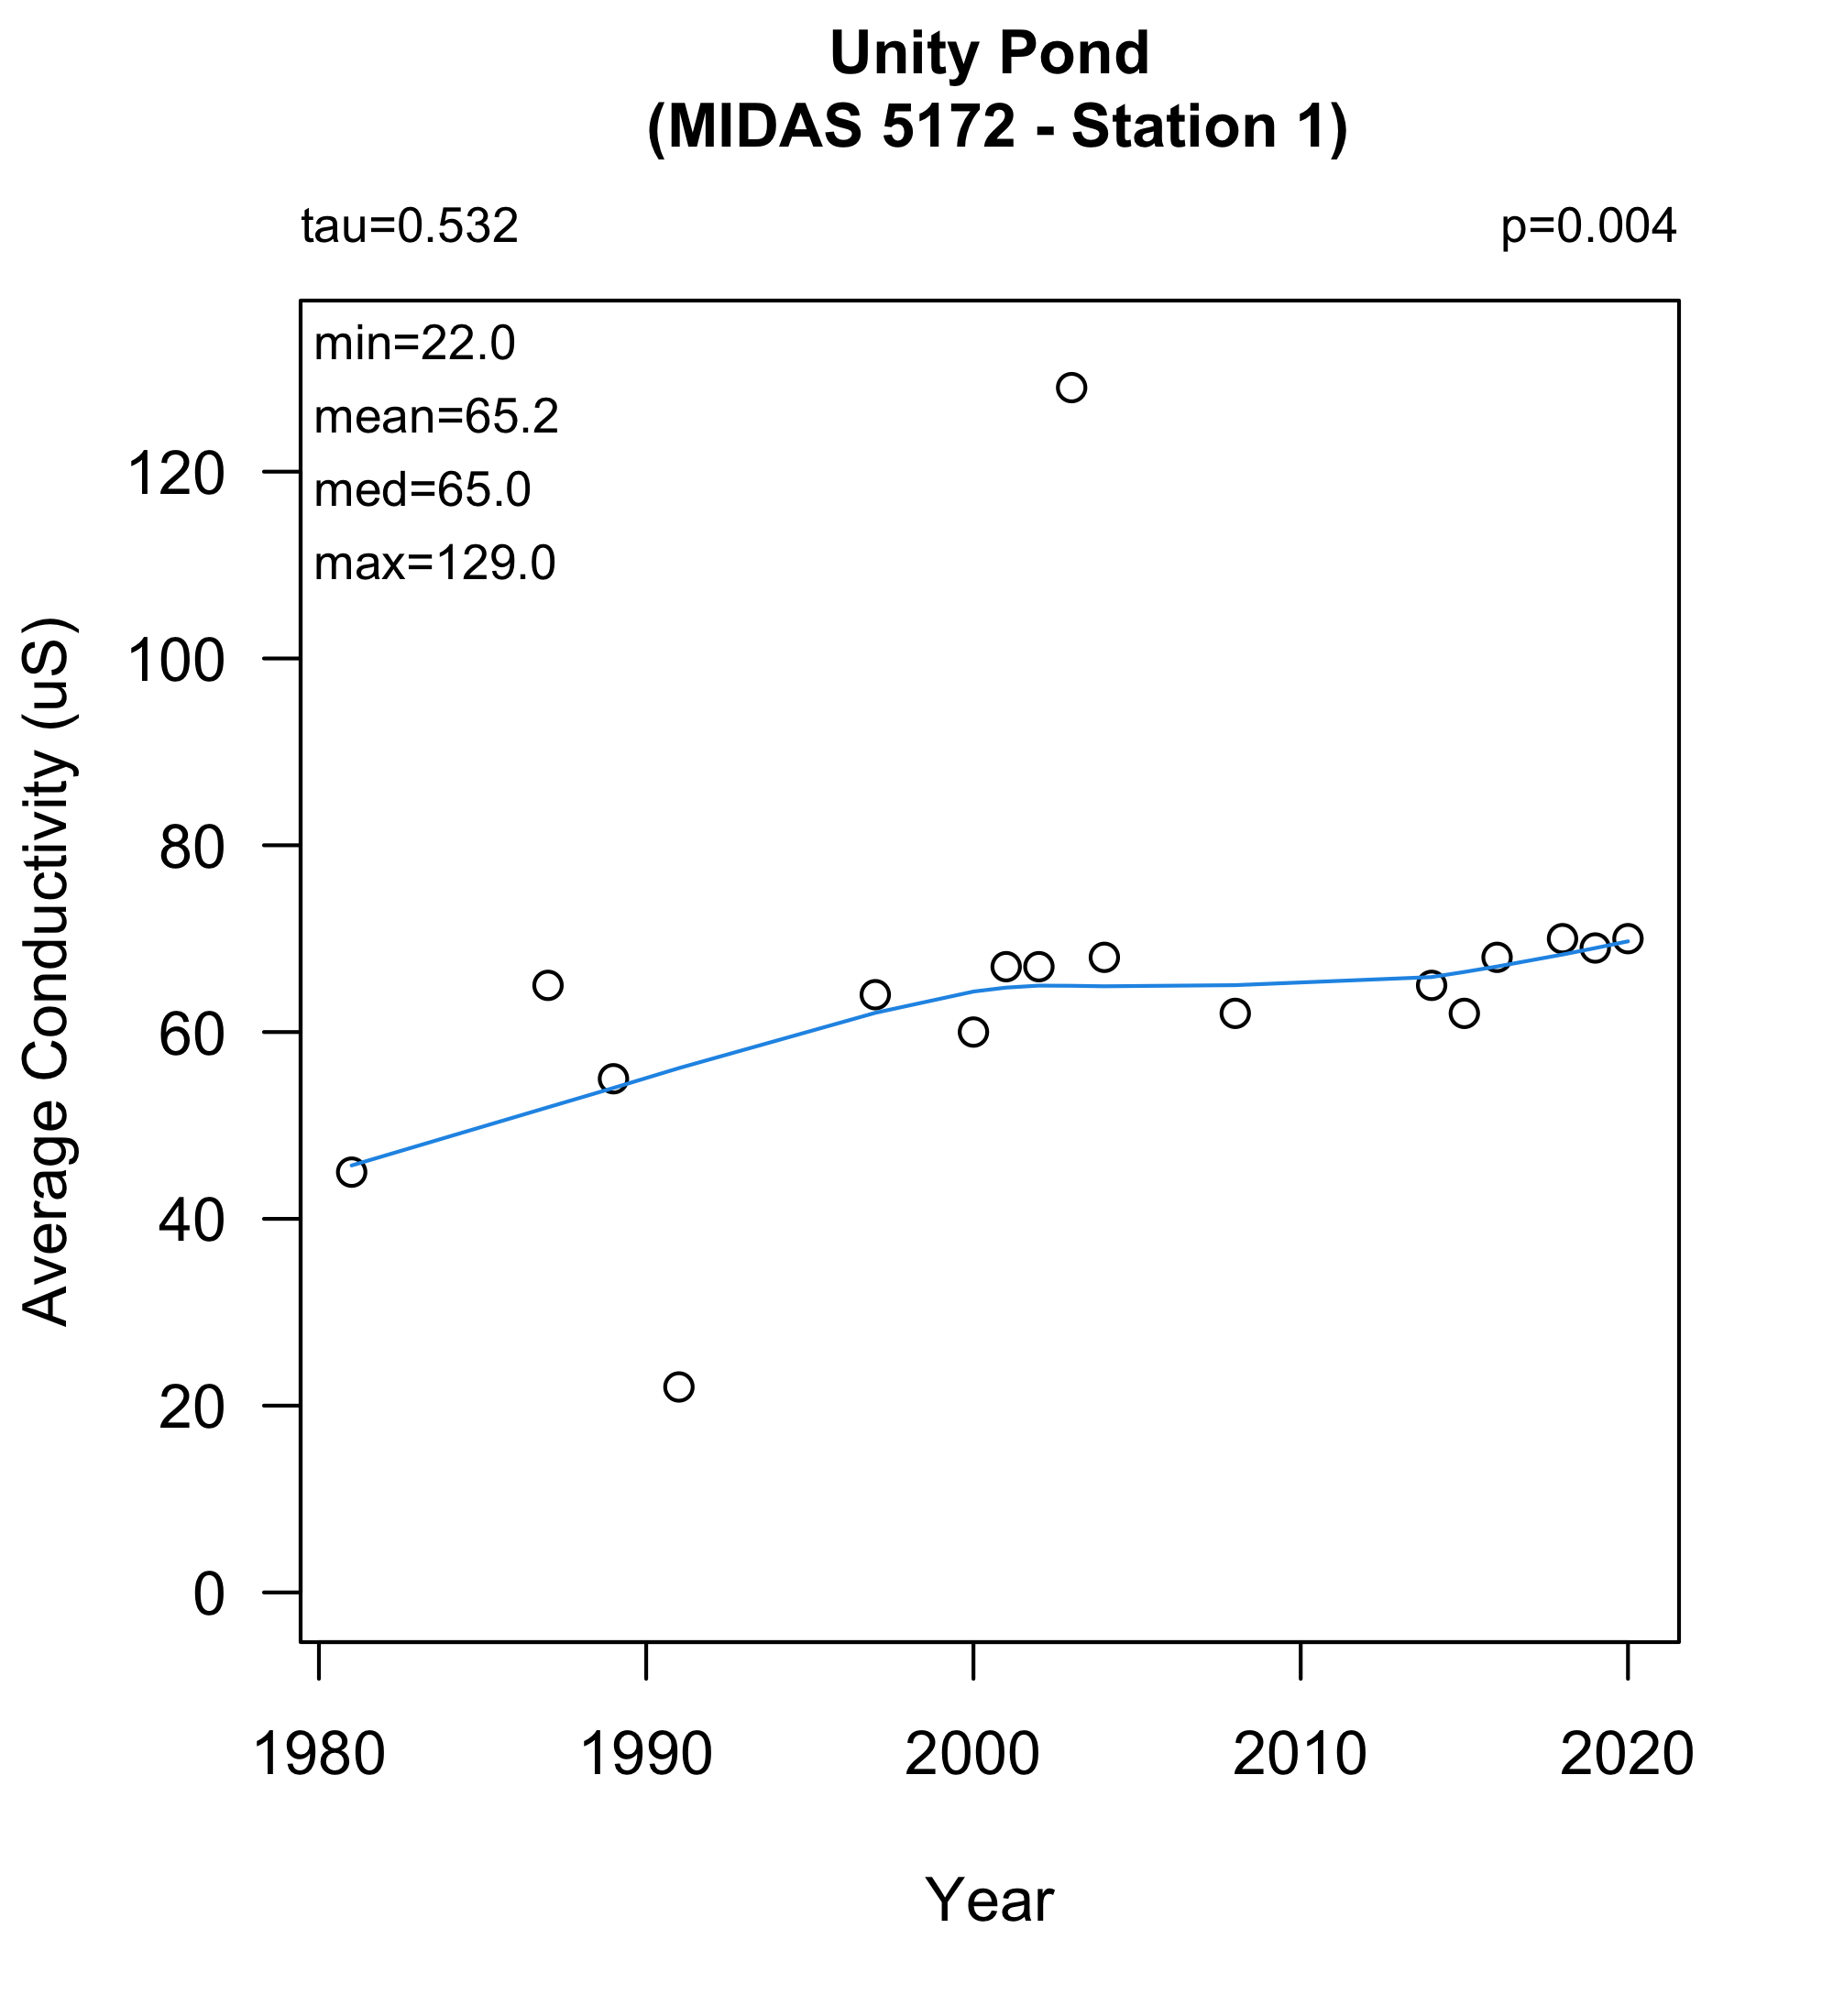 Unity Pond
(MIDAS 5172 - Station 1)
tau=0.532
p=0.004
min=22.0
mean=65.2
med=65.0
max=129.0
Average Conductivity (uS)
120
100
80
60
40
20
0
1980
1990
2000
2010
2020
Year